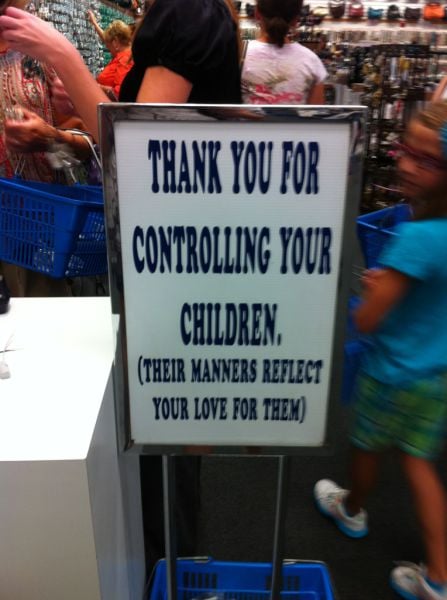 THANK YOU FOR
CONTROLLING YOUR
CHILDREN.
(THEIR MANNERS REFLECT
YOUR LOVE FOR THEM)